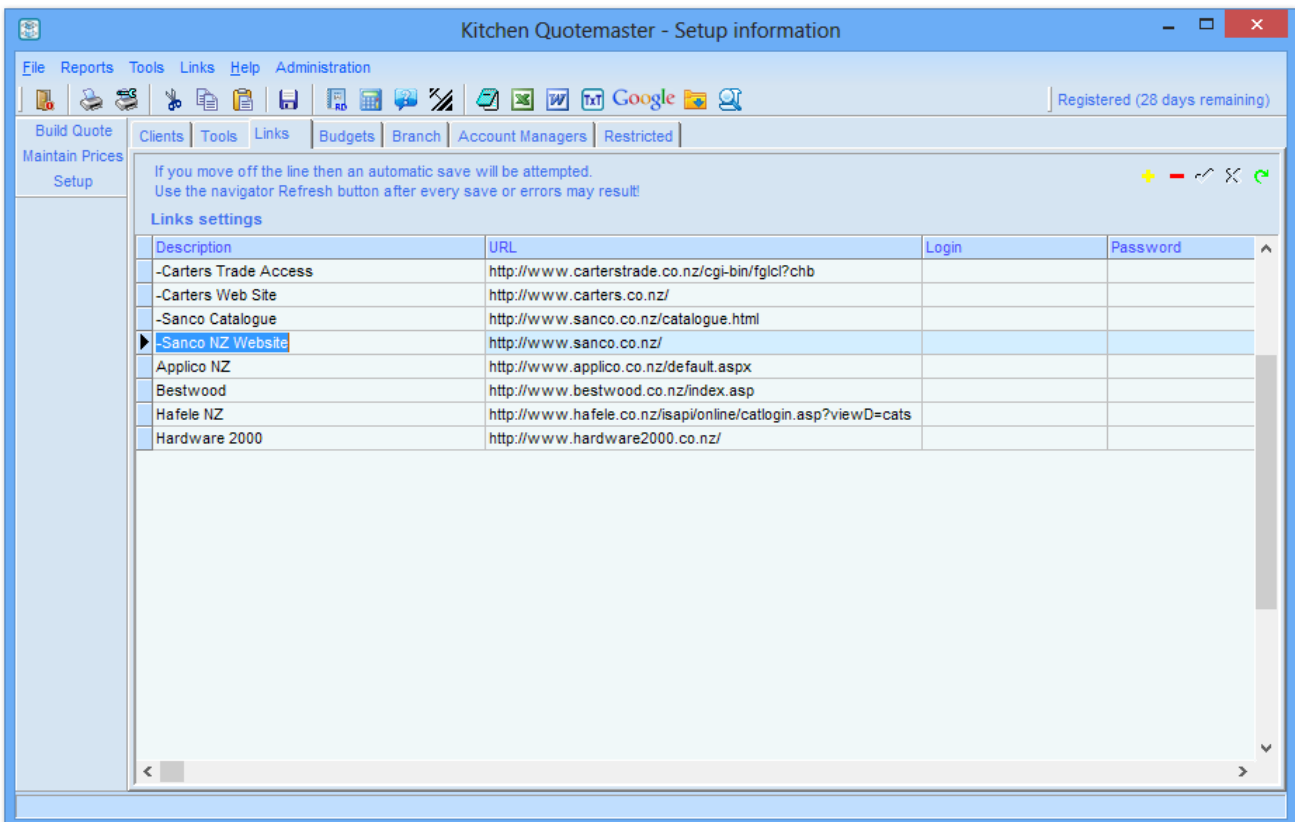 Kitchen Quotemaster - Setup information
File Reports Tools Links Help Administration
RD W TxT Google Registered (28 days remaining)
Build Quote
Maintain Prices
Setup
Clients Tools Links Budgets Branch Account Managers Restricted
If you move off the line then an automatic save will be attempted.
Use the navigator Refresh button after every save or errors may result!
Links settings
Description URL Login Password
-Carters Trade Access http://www.carterstrade.co.nz/cgi-bin/fglcl?chb
-Carters Web Site http://www.carters.co.nz/
-Sanco Catalogue http://www.sanco.co.nz/catalogue.html
-Sanco NZ Website http://www.sanco.co.nz/
Applico NZ http://www.applico.co.nz/default.aspx
Bestwood http://www.bestwood.co.nz/index.asp
Hafele NZ http://www.hafele.co.nz/isapi/online/catlogin.asp?viewD=cats
Hardware 2000 http://www.hardware2000.co.nz/